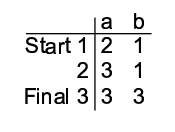 a b
Start 1 2 1
2 3 1
Final 3 3 3